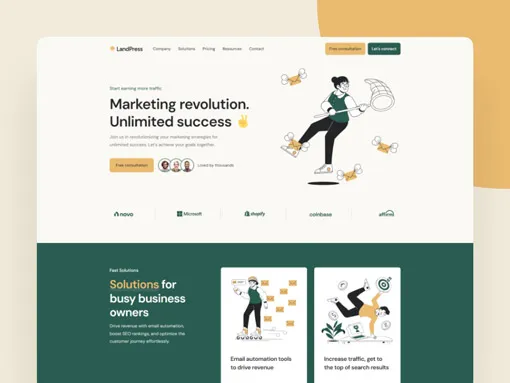 LandPress
Company Solutions Pricing Resources Contact
Free consultation
Let's connect
Start earning more traffic
Marketing revolution.
Unlimited success ✌️
Join us in revolutionizing your marketing strategies for
unlimited success. Let's achieve your goals together.
Free consultation
Loved by thousands
novo
Microsoft
shopify
coinbase
affirm
Fast Solutions
Solutions for
busy business
owners
Drive revenue with email automation,
boost SEO rankings, and optimise the
customer journey effortlessly.
Email automation tools
to drive revenue
Increase traffic, get to
the top of search results